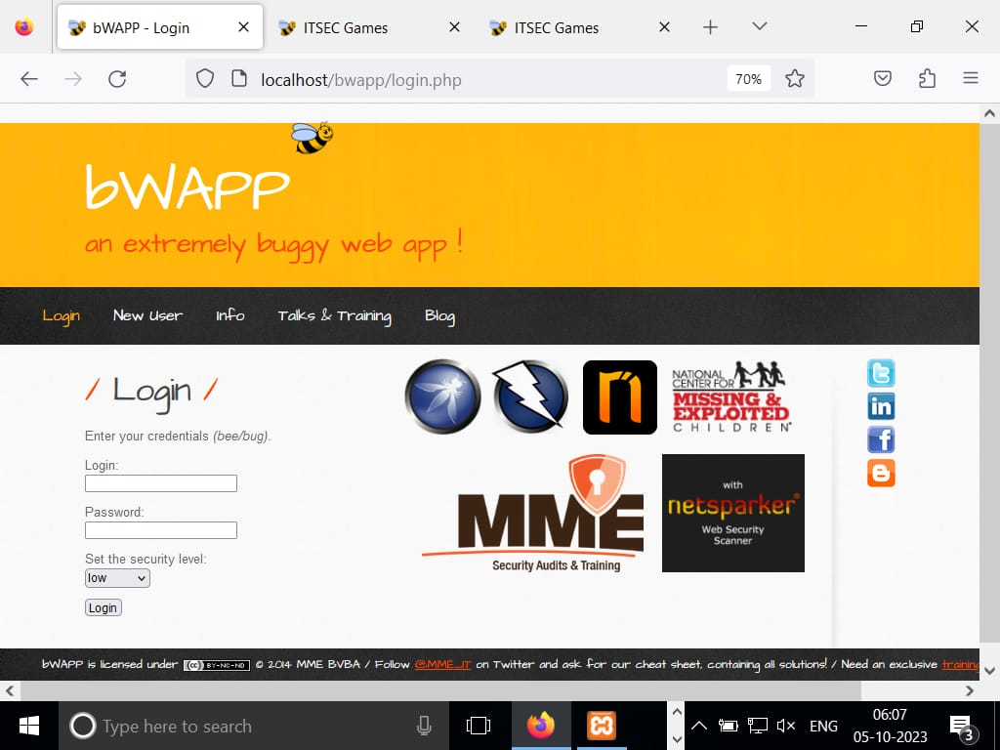 bWAPP - Login
ITSEC Games
ITSEC Games
localhost/bwapp/login.php
70%
bWAPP
an extremely buggy web app !
Login New User Info Talks & Training Blog
/ Login /
Enter your credentials (bee/bug).
Login:
Password:
Set the security level:
low
Login
n
NATIONAL
CENTER FOR
MISSING &
EXPLOITED
CHILDREN®
MME
Security Audits & Training
with
netsparker®
Web Security
Scanner
t
in
f
B
bWAPP is licensed under cc BY-NC-ND © 2014 MME BVBA / Follow @MME_IT on Twitter and ask for our cheat sheet, containing all solutions! / Need an exclusive training
Type here to search
ENG
06:07
05-10-2023
3